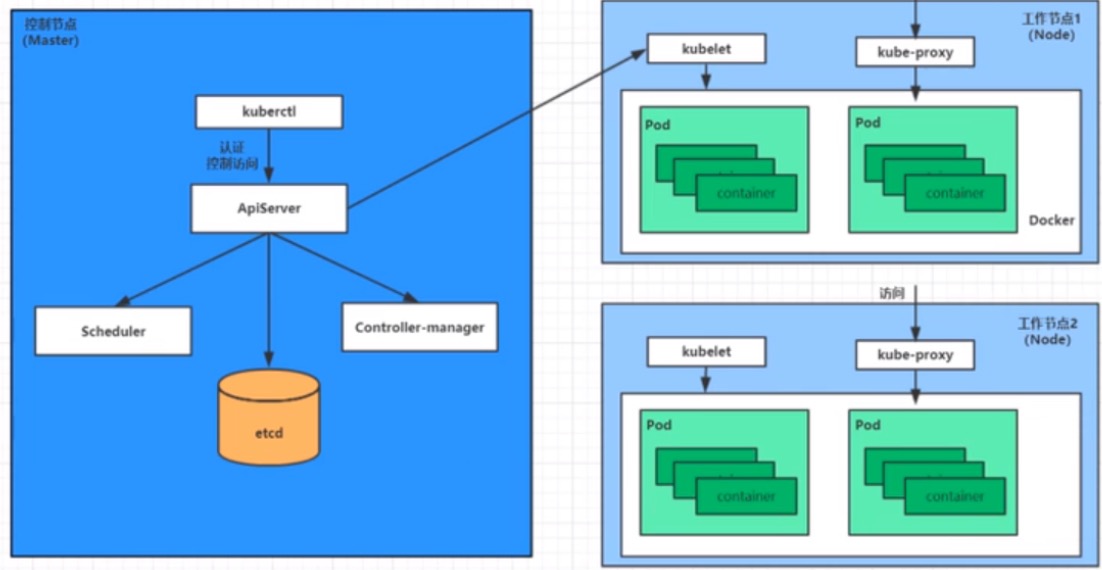 控制节点
(Master)
kuberctl
认证
控制访问
ApiServer
Scheduler
Controller-manager
etcd
工作节点1
(Node)
kubelet
kube-proxy
Pod
container
Pod
container
Docker
访问
工作节点2
(Node)
kubelet
kube-proxy
Pod
container
Pod
container